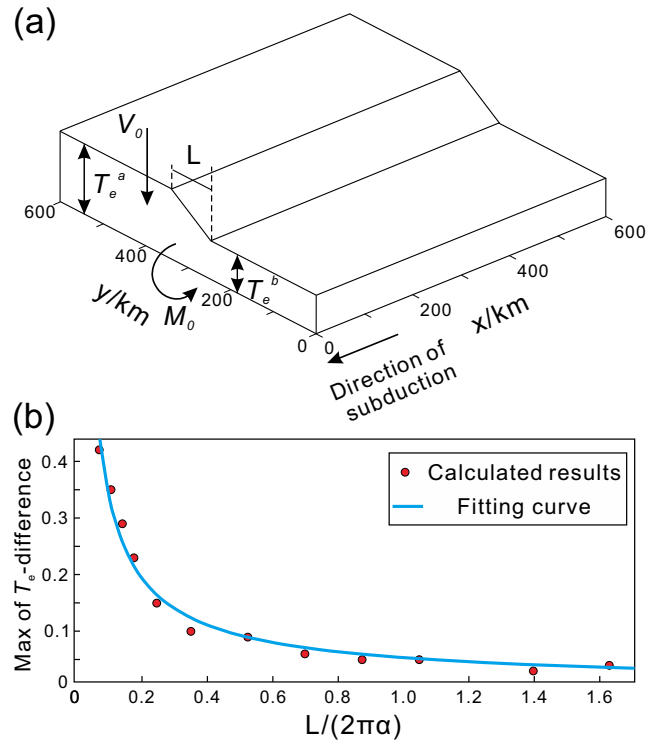 (a)
V₀
L
Tₑᵃ
600
400
200
0
y/km
M₀
Tₑᵇ
0
200
400
600
x/km
Direction of
subduction
(b)
Max of Tₑ-difference
0.4
0.3
0.2
0.1
0
Calculated results
Fitting curve
0 0.2 0.4 0.6 0.8 1.0 1.2 1.4 1.6
L/(2πα)